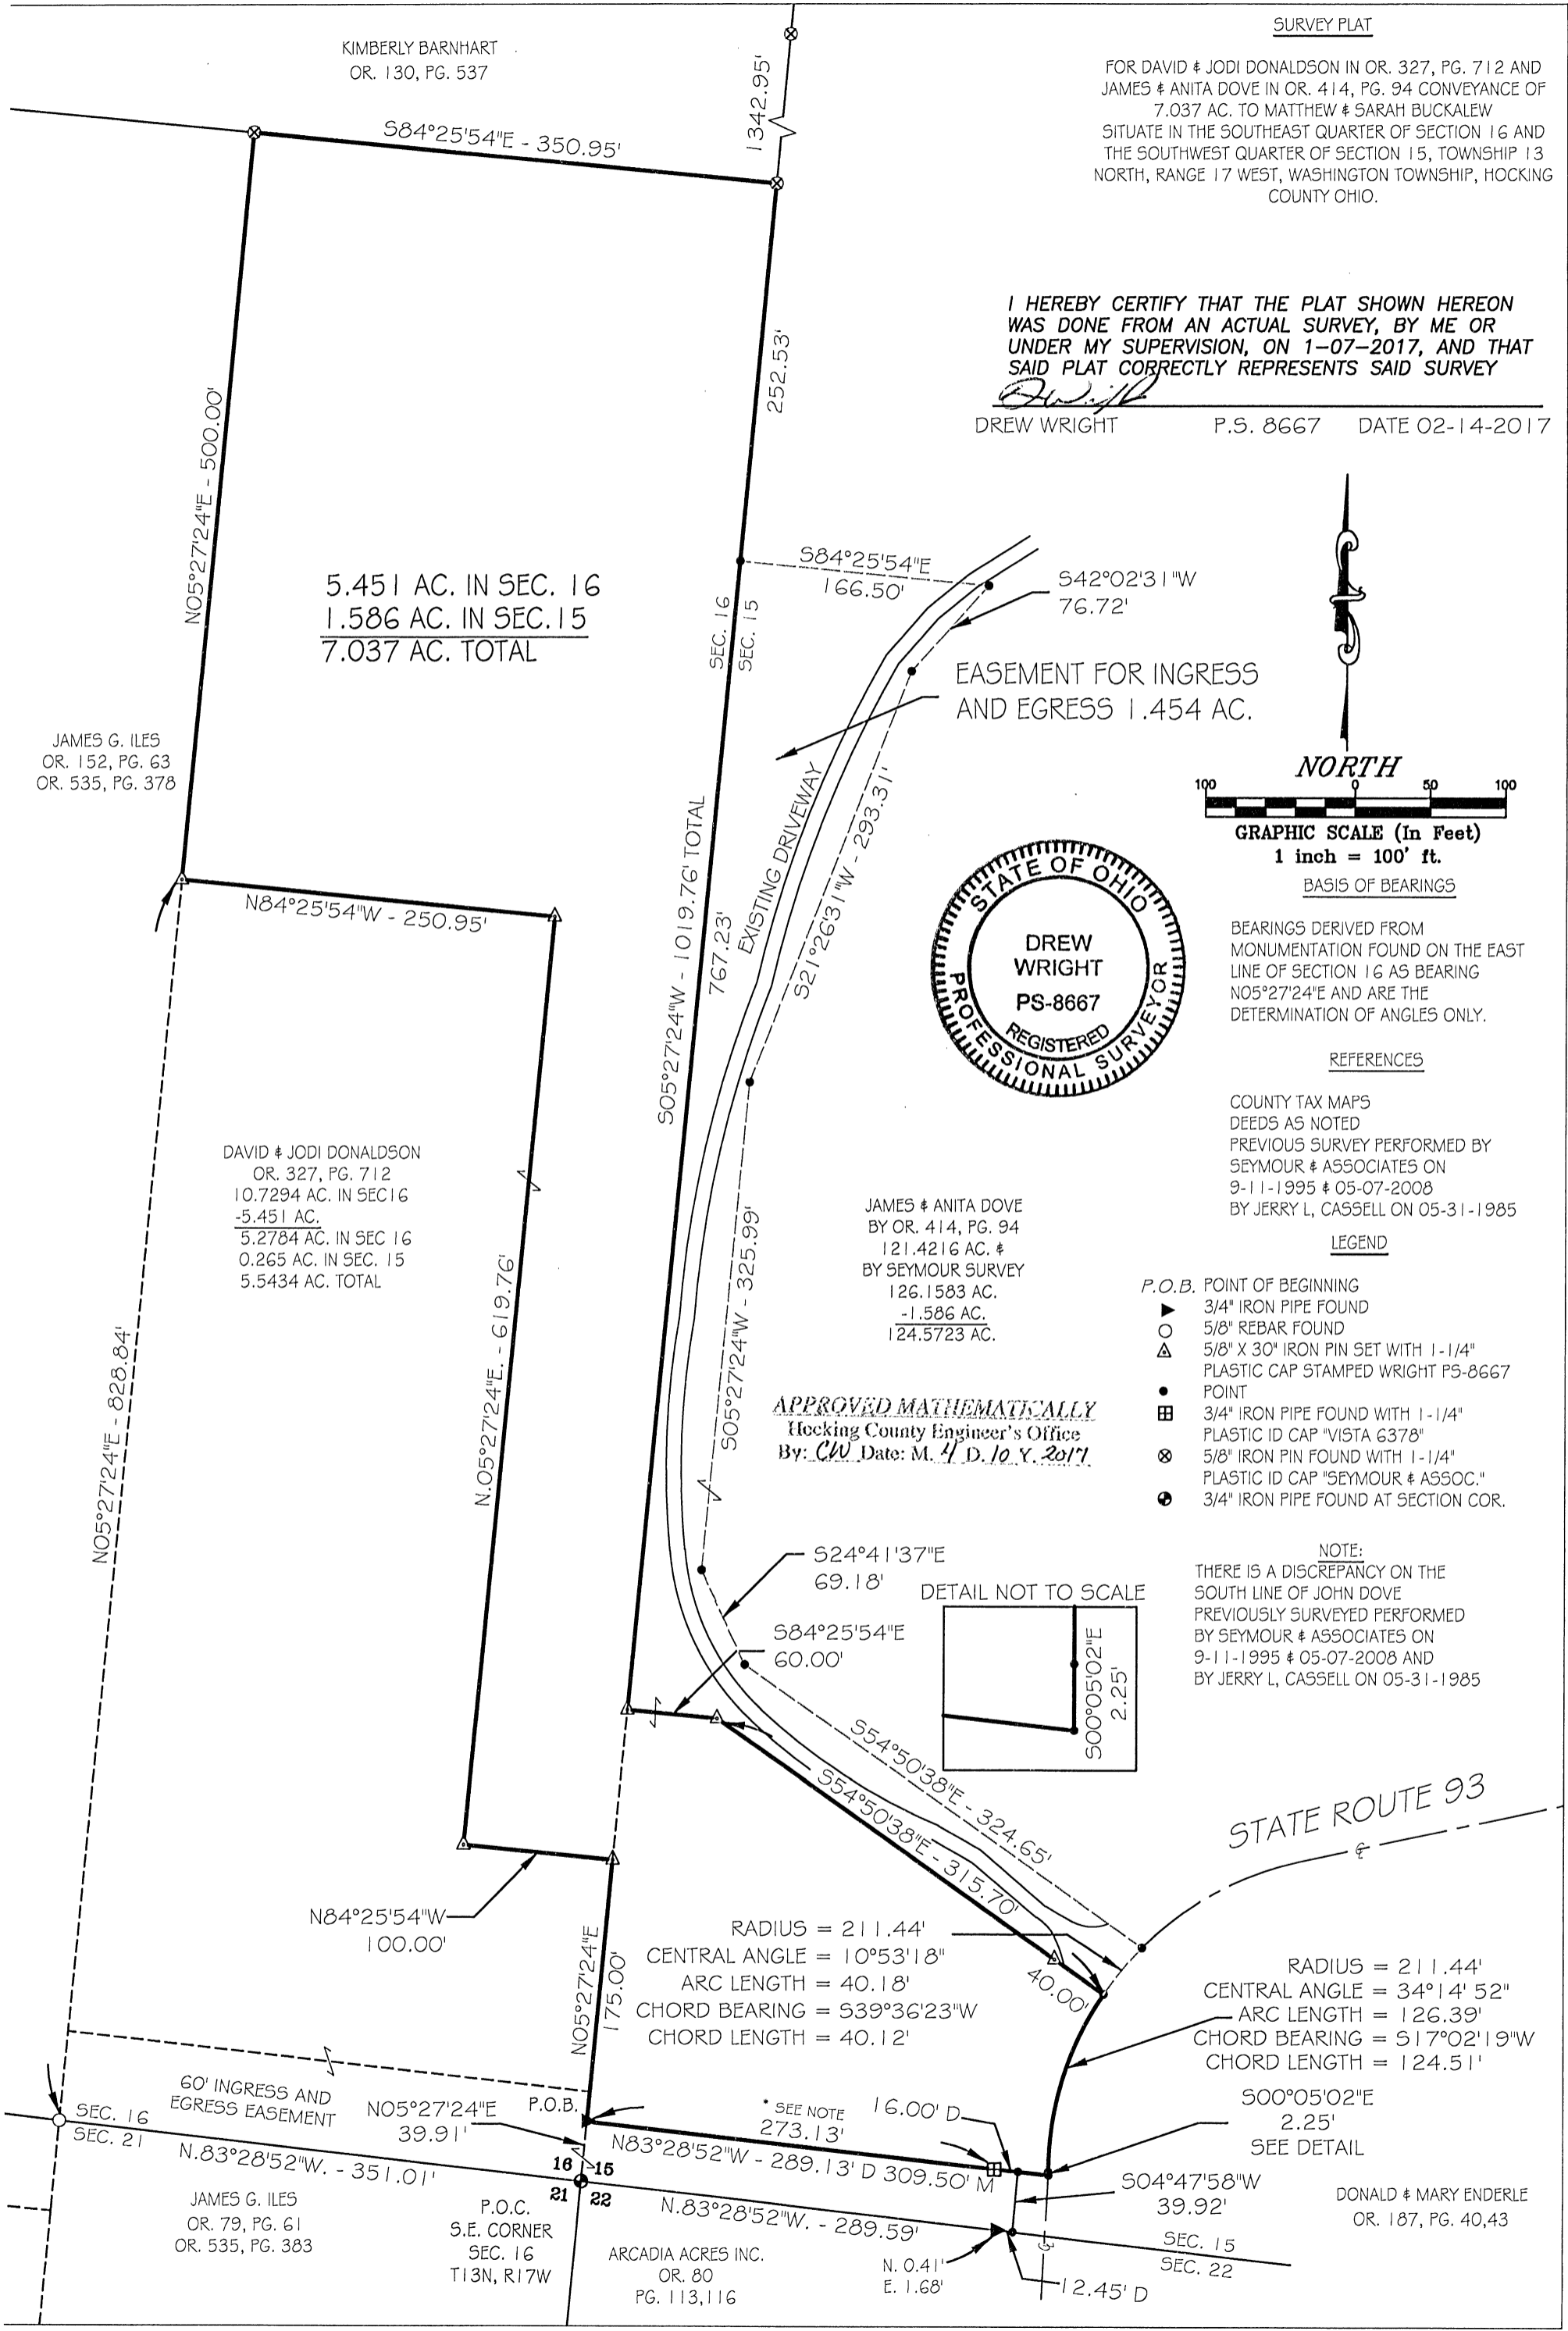 SURVEY PLAT
FOR DAVID & JODI DONALDSON IN OR. 327, PG. 712 AND
JAMES & ANITA DOVE IN OR. 414, PG. 94 CONVEYANCE OF
7.037 AC. TO MATTHEW & SARAH BUCKALEW
SITUATE IN THE SOUTHEAST QUARTER OF SECTION 16 AND
THE SOUTHWEST QUARTER OF SECTION 15, TOWNSHIP 13
NORTH, RANGE 17 WEST, WASHINGTON TOWNSHIP, HOCKING
COUNTY OHIO.
I HEREBY CERTIFY THAT THE PLAT SHOWN HEREON
WAS DONE FROM AN ACTUAL SURVEY, BY ME OR
UNDER MY SUPERVISION, ON 1-07-2017, AND THAT
SAID PLAT CORRECTLY REPRESENTS SAID SURVEY
DREW WRIGHT P.S. 8667 DATE 02-14-2017
KIMBERLY BARNHART
OR. 130, PG. 537
1342.95'
S84°25'54"E - 350.95'
252.53'
N05°27'24"E - 500.00'
5.451 AC. IN SEC. 16
1.586 AC. IN SEC.15
7.037 AC. TOTAL
SEC. 16
SEC. 15
S84°25'54"E
166.50'
S42°02'31"W
76.72'
EASEMENT FOR INGRESS
AND EGRESS 1.454 AC.
JAMES G. ILES
OR. 152, PG. 63
OR. 535, PG. 378
EXISTING DRIVEWAY
S21°26'31"W - 293.31'
S05°27'24"W - 1019.76' TOTAL
767.23'
N84°25'54"W - 250.95'
NORTH
100 0 50 100
GRAPHIC SCALE (In Feet)
1 inch = 100' ft.
STATE OF OHIO
DREW
WRIGHT
PS-8667
REGISTERED
PROFESSIONAL SURVEYOR
BASIS OF BEARINGS
BEARINGS DERIVED FROM
MONUMENTATION FOUND ON THE EAST
LINE OF SECTION 16 AS BEARING
N05°27'24"E AND ARE THE
DETERMINATION OF ANGLES ONLY.
REFERENCES
COUNTY TAX MAPS
DEEDS AS NOTED
PREVIOUS SURVEY PERFORMED BY
SEYMOUR & ASSOCIATES ON
9-11-1995 & 05-07-2008
BY JERRY L, CASSELL ON 05-31-1985
LEGEND
P.O.B. POINT OF BEGINNING
3/4" IRON PIPE FOUND
5/8" REBAR FOUND
5/8" X 30" IRON PIN SET WITH 1-1/4"
PLASTIC CAP STAMPED WRIGHT PS-8667
POINT
3/4" IRON PIPE FOUND WITH 1-1/4"
PLASTIC ID CAP "VISTA 6378"
5/8" IRON PIN FOUND WITH 1-1/4"
PLASTIC ID CAP "SEYMOUR & ASSOC."
3/4" IRON PIPE FOUND AT SECTION COR.
NOTE:
THERE IS A DISCREPANCY ON THE
SOUTH LINE OF JOHN DOVE
PREVIOUSLY SURVEYED PERFORMED
BY SEYMOUR & ASSOCIATES ON
9-11-1995 & 05-07-2008 AND
BY JERRY L, CASSELL ON 05-31-1985
DAVID & JODI DONALDSON
OR. 327, PG. 712
10.7294 AC. IN SEC16
-5.451 AC.
5.2784 AC. IN SEC 16
0.265 AC. IN SEC. 15
5.5434 AC. TOTAL
N05°27'24"E - 828.84'
N.05°27'24"E. - 619.76'
S05°27'24"W - 325.99'
JAMES & ANITA DOVE
BY OR. 414, PG. 94
121.4216 AC. &
BY SEYMOUR SURVEY
126.1583 AC.
-1.586 AC.
124.5723 AC.
APPROVED MATHEMATICALLY
Hocking County Engineer's Office
By: CW Date: M. 4 D. 10 Y. 2017
S24°41'37"E
69.18'
S84°25'54"E
60.00'
DETAIL NOT TO SCALE
S00°05'02"E
2.25'
S54°50'38"E - 324.65'
S54°50'38"E - 315.70'
STATE ROUTE 93
N84°25'54"W
100.00'
N05°27'24"E
175.00'
RADIUS = 211.44'
CENTRAL ANGLE = 10°53'18"
ARC LENGTH = 40.18'
CHORD BEARING = S39°36'23"W
CHORD LENGTH = 40.12'
40.00'
RADIUS = 211.44'
CENTRAL ANGLE = 34°14' 52"
ARC LENGTH = 126.39'
CHORD BEARING = S17°02'19"W
CHORD LENGTH = 124.51'
S00°05'02"E
2.25'
SEE DETAIL
60' INGRESS AND
EGRESS EASEMENT
SEC. 16
SEC. 21
N05°27'24"E
39.91'
P.O.B.
* SEE NOTE
273.13'
16.00' D
N83°28'52"W - 289.13' D 309.50' M
N.83°28'52"W. - 351.01'
16 15
21 22
N.83°28'52"W. - 289.59'
S04°47'58"W
39.92'
SEC. 15
SEC. 22
DONALD & MARY ENDERLE
OR. 187, PG. 40,43
JAMES G. ILES
OR. 79, PG. 61
OR. 535, PG. 383
P.O.C.
S.E. CORNER
SEC. 16
T13N, R17W
ARCADIA ACRES INC.
OR. 80
PG. 113,116
N. 0.41'
E. 1.68'
12.45' D